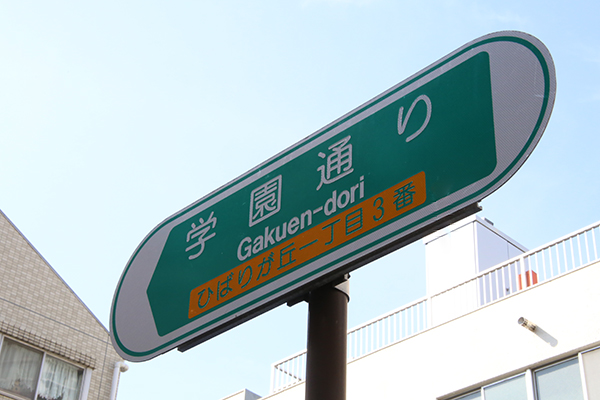 学園通り
Gakuen-dori
ひばりが丘一丁目3番